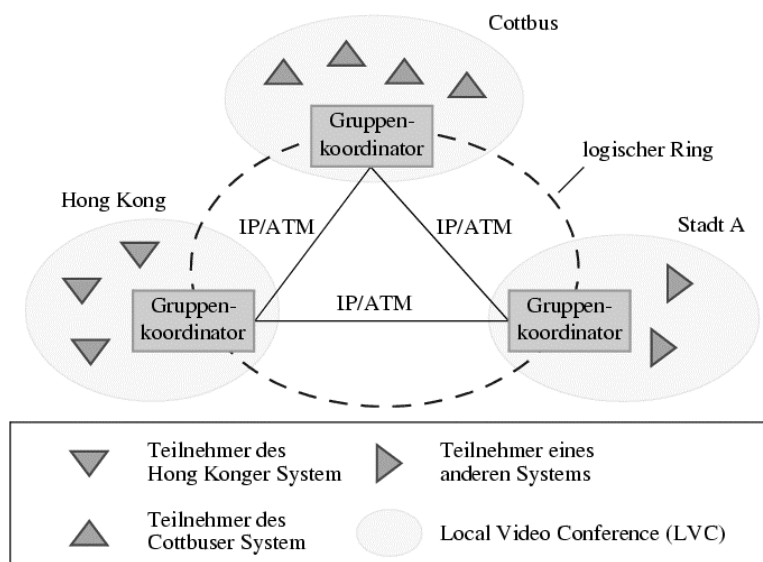 Cottbus
Gruppen-
koordinator
logischer Ring
Hong Kong
IP/ATM
IP/ATM
Stadt A
Gruppen-
koordinator
IP/ATM
Gruppen-
koordinator
Teilnehmer des
Hong Konger System
Teilnehmer eines
anderen Systems
Teilnehmer des
Cottbuser System
Local Video Conference (LVC)